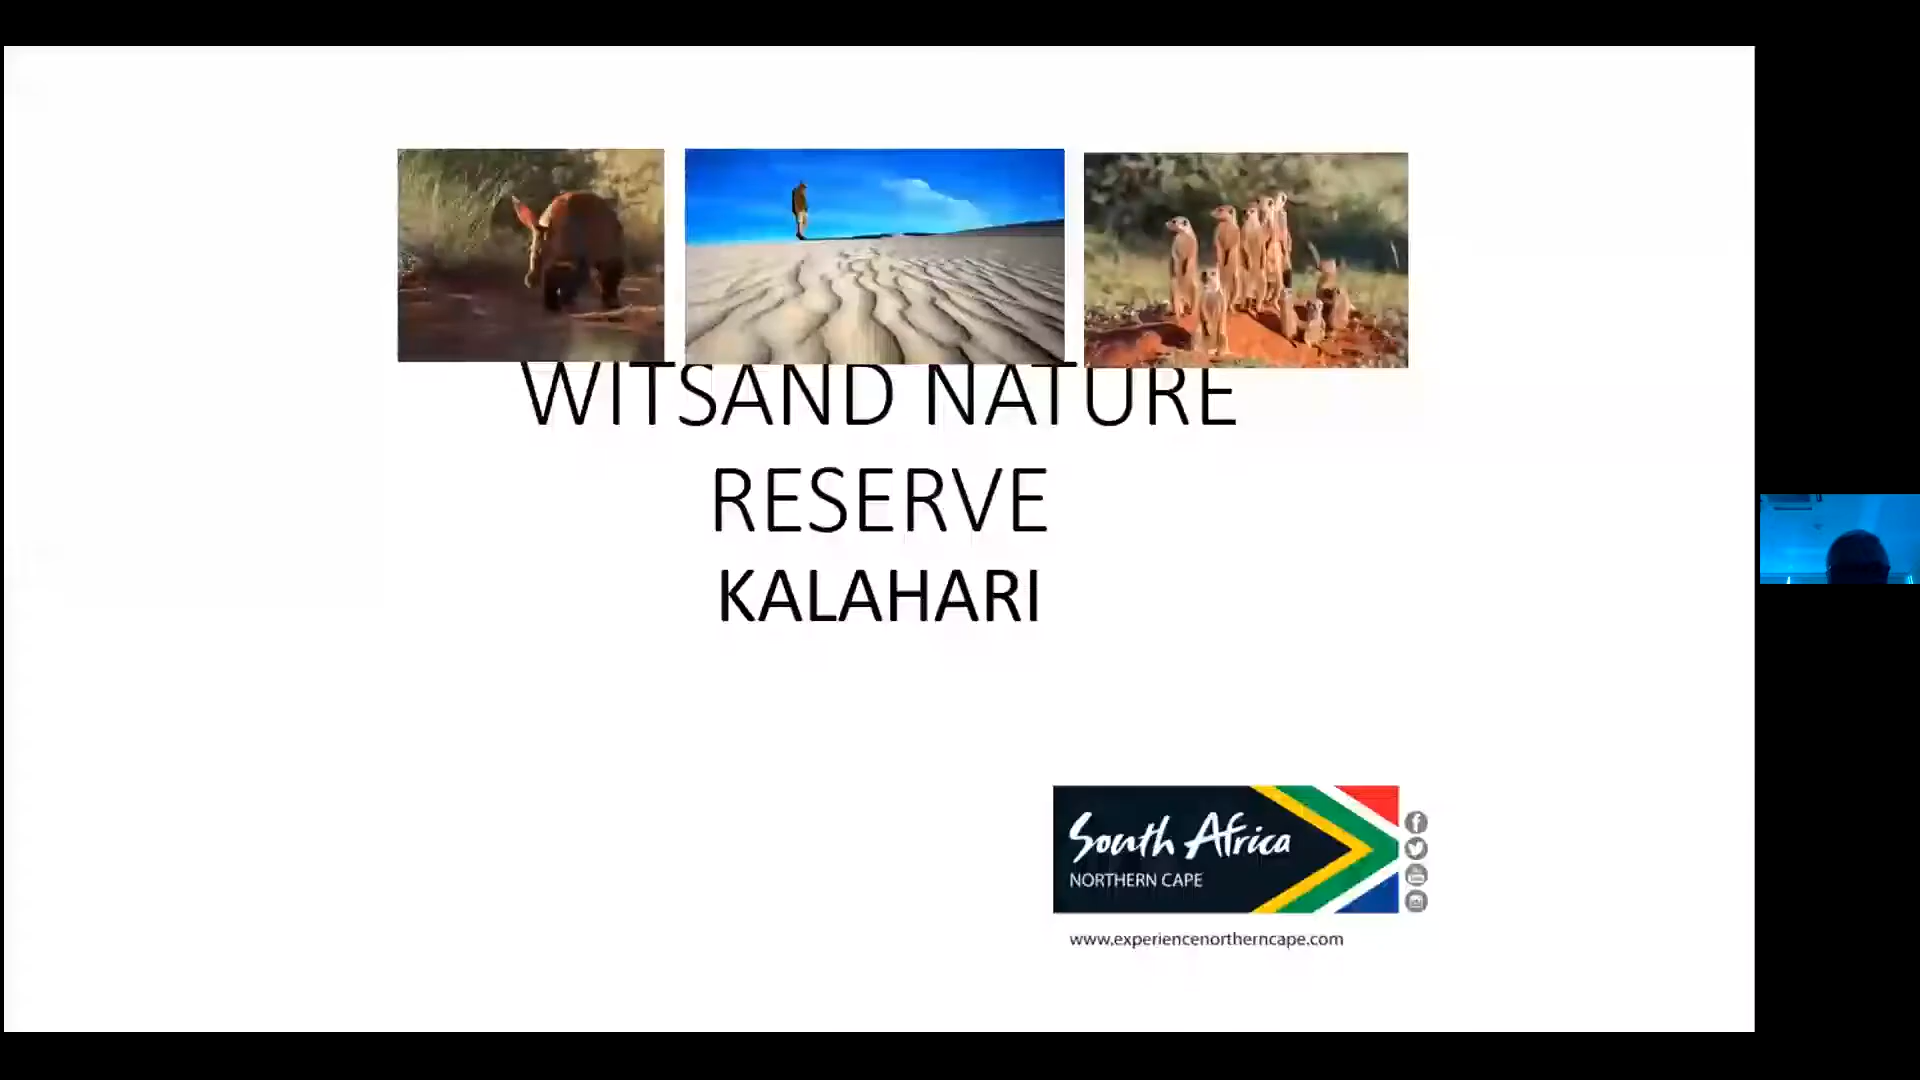 WITSAND NATURE
RESERVE
KALAHARI
South Africa
NORTHERN CAPE
www.experiencenortherncape.com